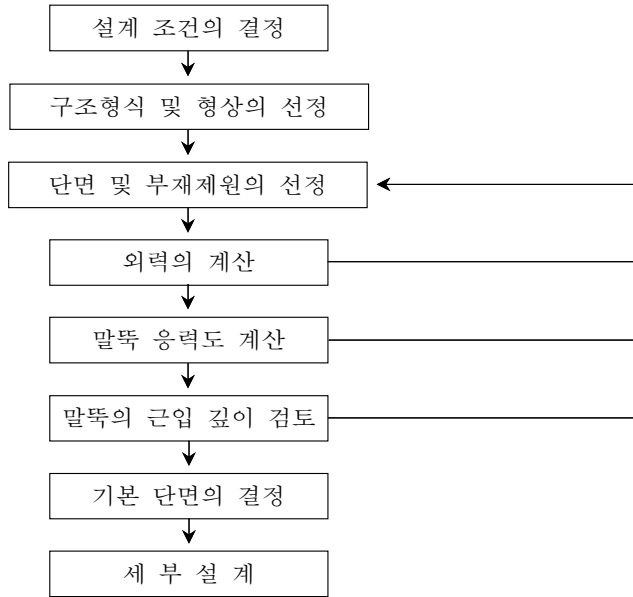 설계 조건의 결정
구조형식 및 형상의 선정
단면 및 부재제원의 선정
외력의 계산
말뚝 응력도 계산
말뚝의 근입 깊이 검토
기본 단면의 결정
세 부 설 계